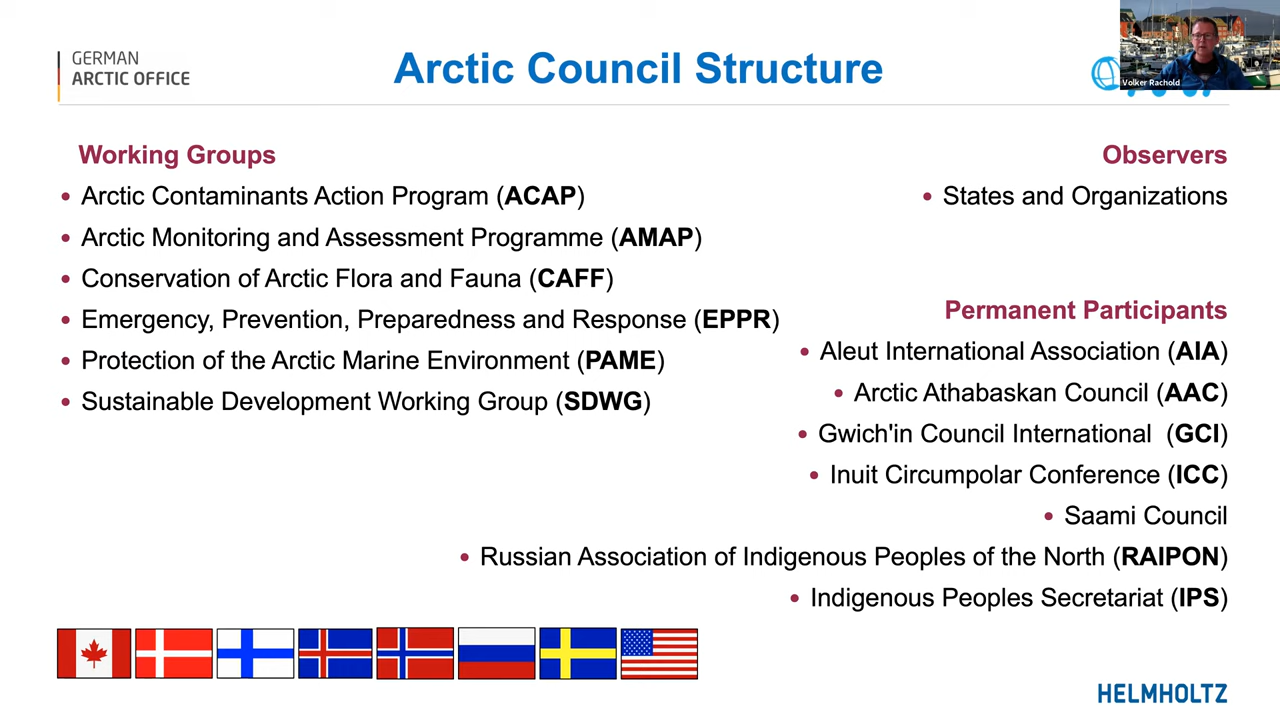 GERMAN
ARCTIC OFFICE
Arctic Council Structure
Volker Rachold
Working Groups
• Arctic Contaminants Action Program (ACAP)
• Arctic Monitoring and Assessment Programme (AMAP)
• Conservation of Arctic Flora and Fauna (CAFF)
• Emergency, Prevention, Preparedness and Response (EPPR)
• Protection of the Arctic Marine Environment (PAME)
• Sustainable Development Working Group (SDWG)
Observers
• States and Organizations
Permanent Participants
• Aleut International Association (AIA)
• Arctic Athabaskan Council (AAC)
• Gwich'in Council International (GCI)
• Inuit Circumpolar Conference (ICC)
• Saami Council
• Russian Association of Indigenous Peoples of the North (RAIPON)
• Indigenous Peoples Secretariat (IPS)
HELMHOLTZ